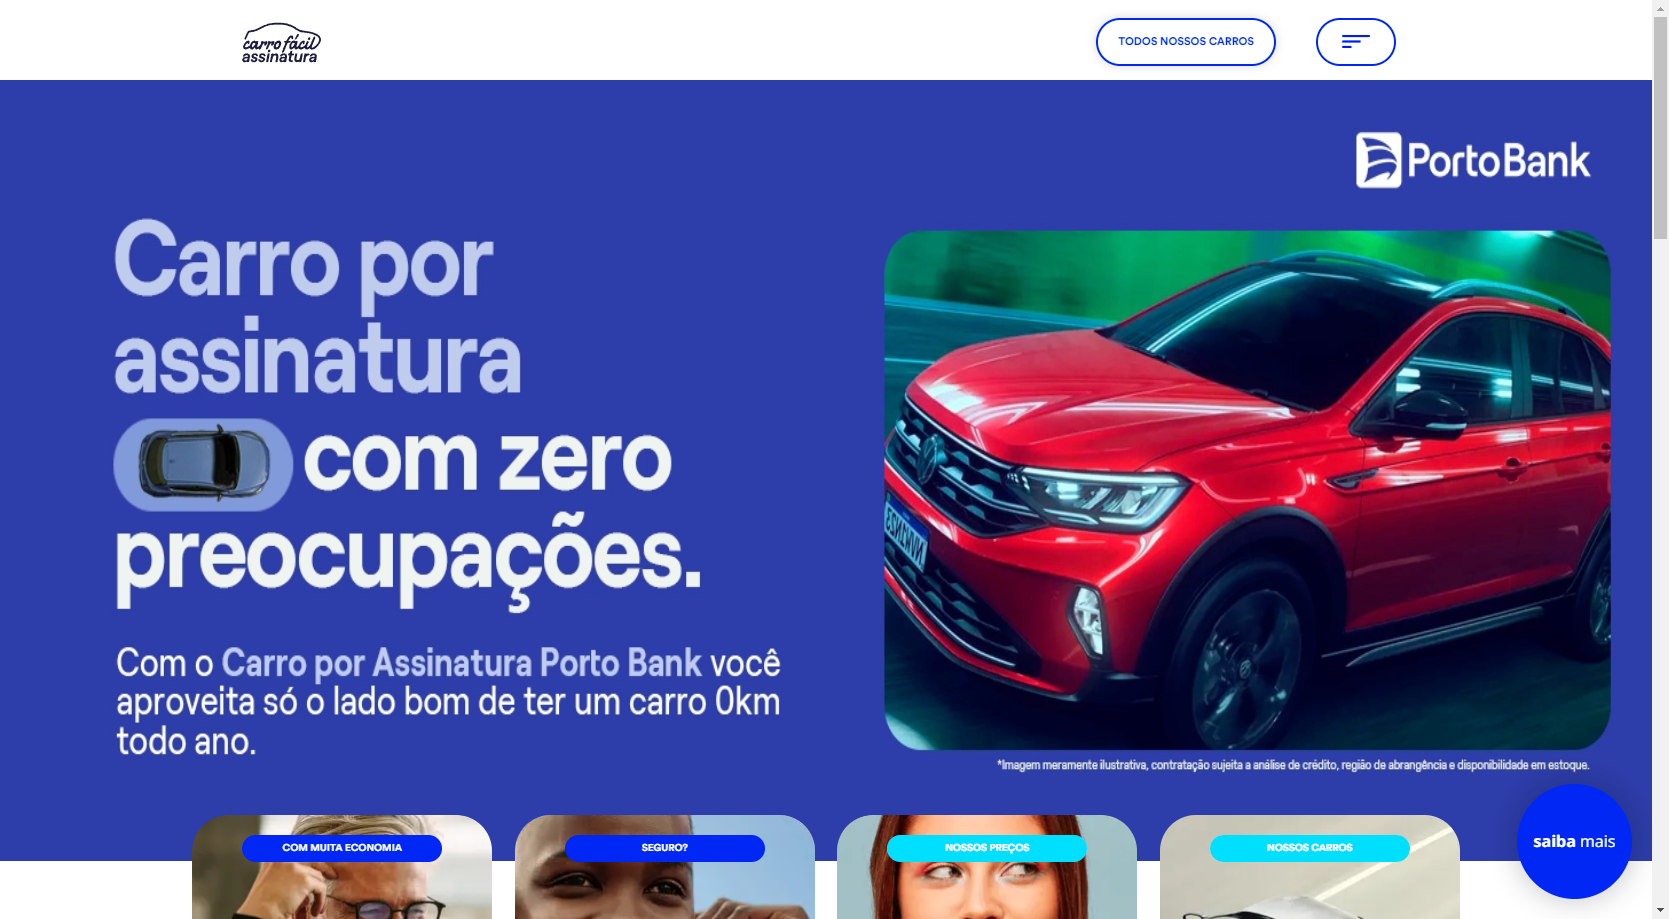 carro fácil
assinatura
TODOS NOSSOS CARROS
PortoBank
Carro por
assinatura
com zero
preocupações.
Com o Carro por Assinatura Porto Bank você
aproveita só o lado bom de ter um carro 0km
todo ano.
*Imagem meramente ilustrativa, contratação sujeita a análise de crédito, região de abrangência e disponibilidade em estoque.
saiba mais
COM MUITA ECONOMIA
SEGURO?
NOSSOS PREÇOS
NOSSOS CARROS